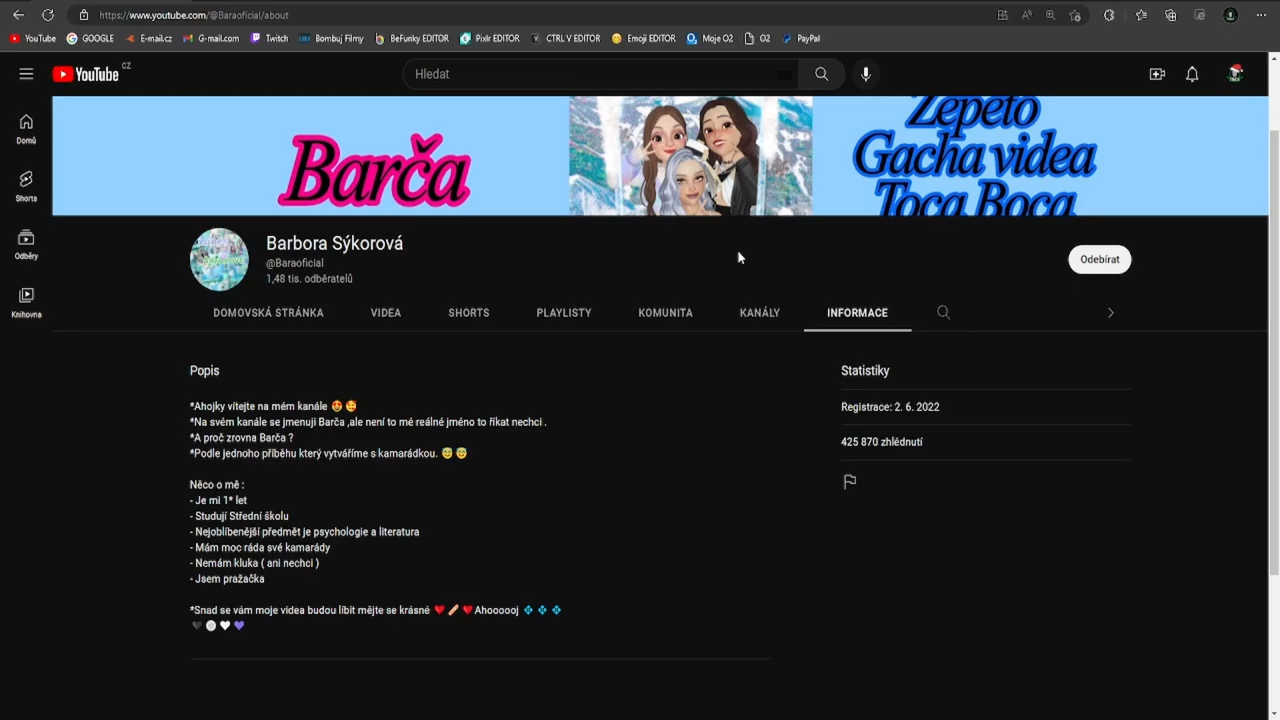 https://www.youtube.com/@Baraoficial/about
YouTube
GOOGLE
E-mail.cz
G-mail.com
Twitch
Bombuj Filmy
BeFunky EDITOR
Pixlr EDITOR
CTRL V EDITOR
Emoji EDITOR
Moje O2
O2
PayPal
YouTube CZ
Hledat
Domů
Shorts
Odběry
Knihovna
Barča
Zepeto
Gacha videa
Toca Boca
Barbora Sýkorová
@Baraoficial
1,48 tis. odběratelů
Odebírat
DOMOVSKÁ STRÁNKA
VIDEA
SHORTS
PLAYLISTY
KOMUNITA
KANÁLY
INFORMACE
Popis
*Ahojky vítejte na mém kanále 😍 🥰
*Na svém kanále se jmenuji Barča ,ale není to mé reálné jméno to říkat nechci .
*A proč zrovna Barča ?
*Podle jednoho příběhu který vytváříme s kamarádkou. 😇 😇
Něco o mě :
- Je mi 1* let
- Studují Střední školu
- Nejoblíbenější předmět je psychologie a literatura
- Mám moc ráda své kamarády
- Nemám kluka ( ani nechci )
- Jsem pražačka
*Snad se vám moje videa budou líbit mějte se krásné ❤️ 🩹 ❤️ Ahoooooj 💠 💠 💠
Statistiky
Registrace: 2. 6. 2022
425 870 zhlédnutí